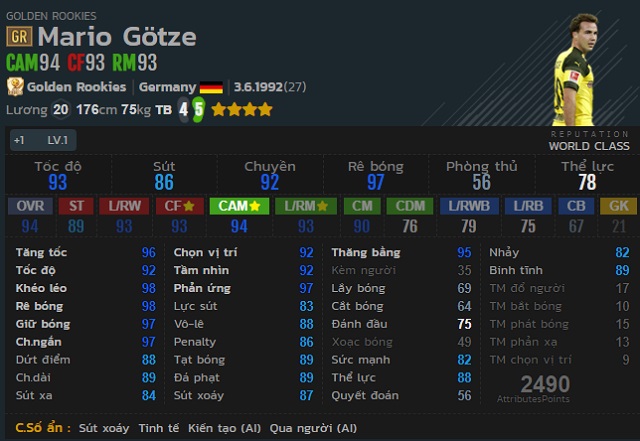 GOLDEN ROOKIES
GR Mario Götze
CAM94 CF93 RM93
Golden Rookies Germany 3.6.1992(27)
Lương 20 176cm 75kg TB 4 5
REPUTATION
WORLD CLASS
+1 LV.1
Tốc độ Sút Chuyền Rê bóng Phòng thủ Thể lực
93 86 92 97 56 78
OVR ST L/RW CF CAM L/RM CM CDM L/RWB L/RB CB GK
94 89 93 93 94 93 90 76 79 75 67 21
Tăng tốc 96 Chọn vị trí 92 Thăng bằng 95 Nhảy 82
Tốc độ 92 Tầm nhìn 92 Kèm người 35 Bình tĩnh 89
Khéo léo 98 Phản ứng 97 Lấy bóng 69 TM đổ người 17
Rê bóng 98 Lực sút 83 Cắt bóng 64 TM bắt bóng 10
Giữ bóng 97 Vô-lê 88 Đánh đầu 75 TM phát bóng 15
Ch.ngắn 97 Penalty 86 Xoạc bóng 49 TM phản xạ 13
Dứt điểm 88 Tạt bóng 89 Sức mạnh 82 TM chọn vị trí 9
Ch.dài 89 Đá phạt 89 Thể lực 88 2490
Sút xa 84 Sút xoáy 87 Quyết đoán 56 AttributesPoints
C.Số ẩn : Sút xoáy Tinh tế Kiến tạo (AI) Qua người (AI)